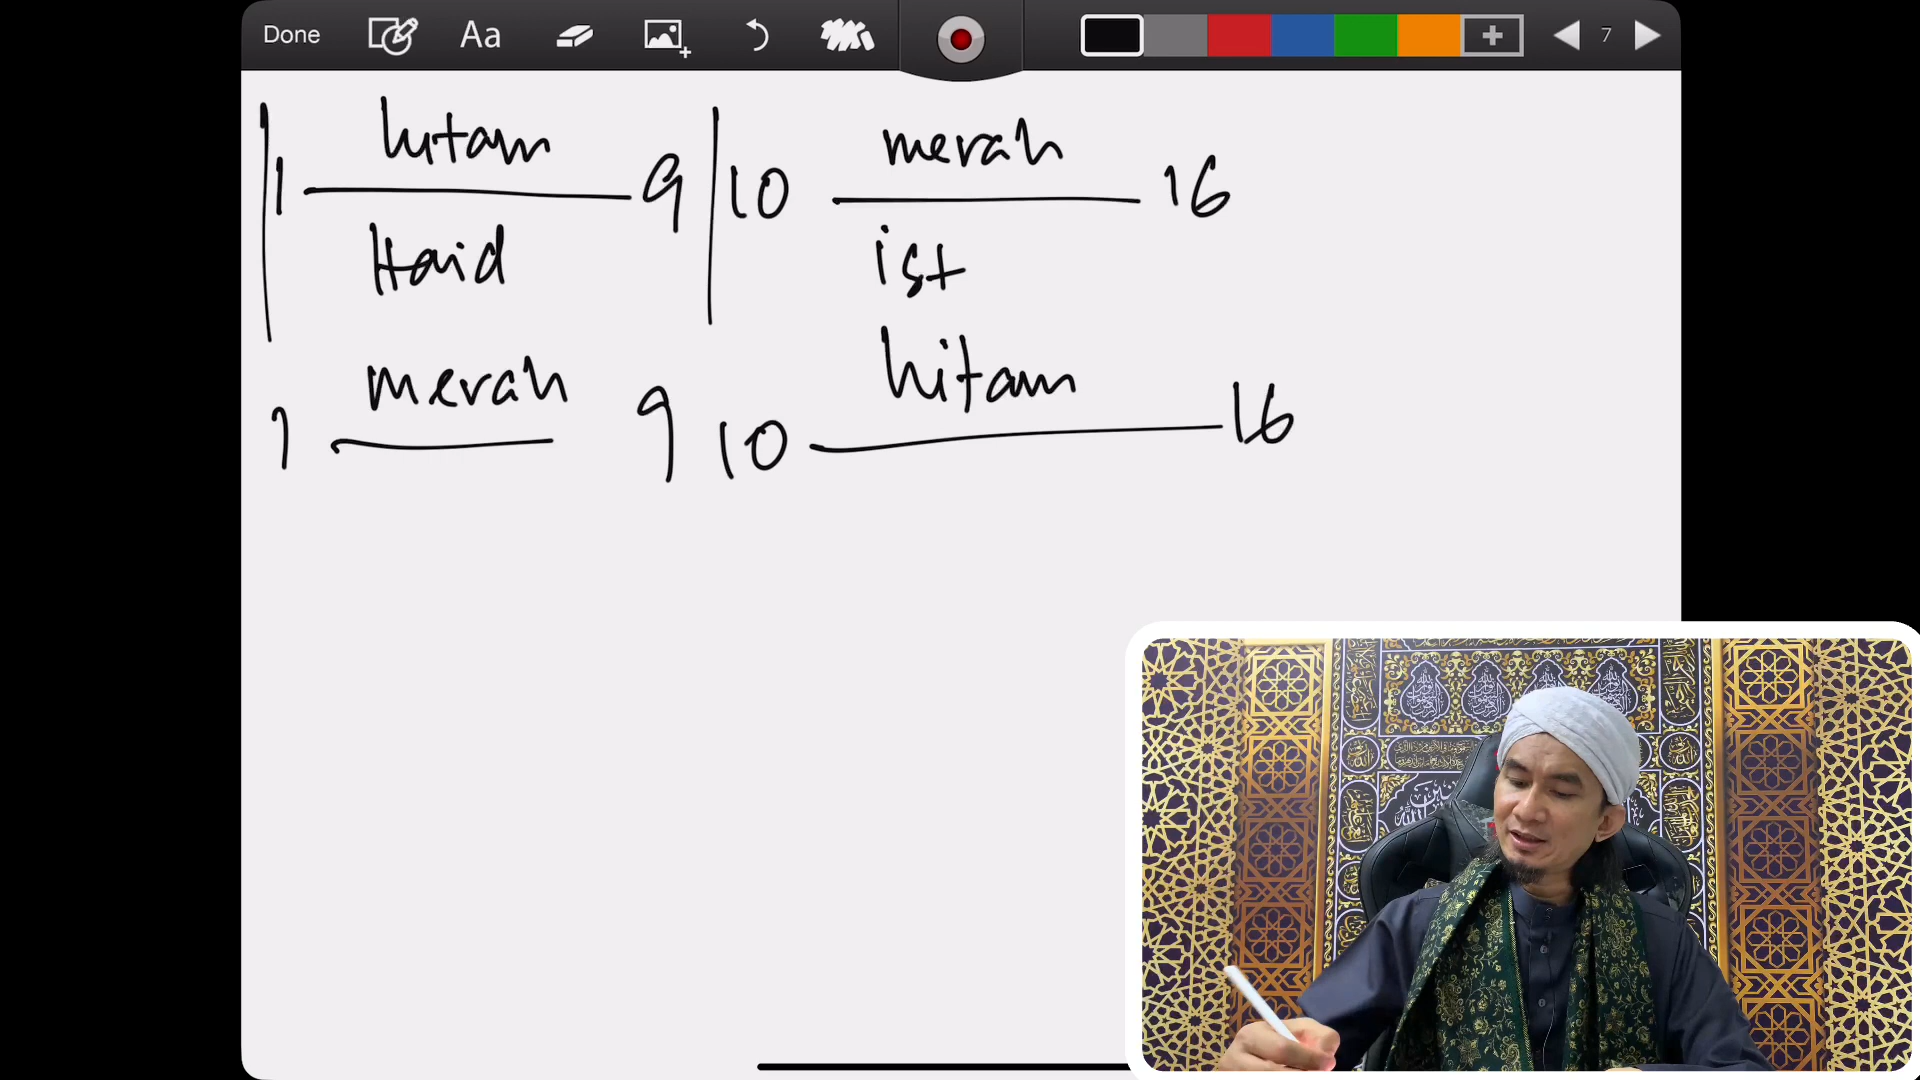 Done Aa 7
hitam merah
1 9 10 16
Haid ist
merah hitam
1 9 10 16